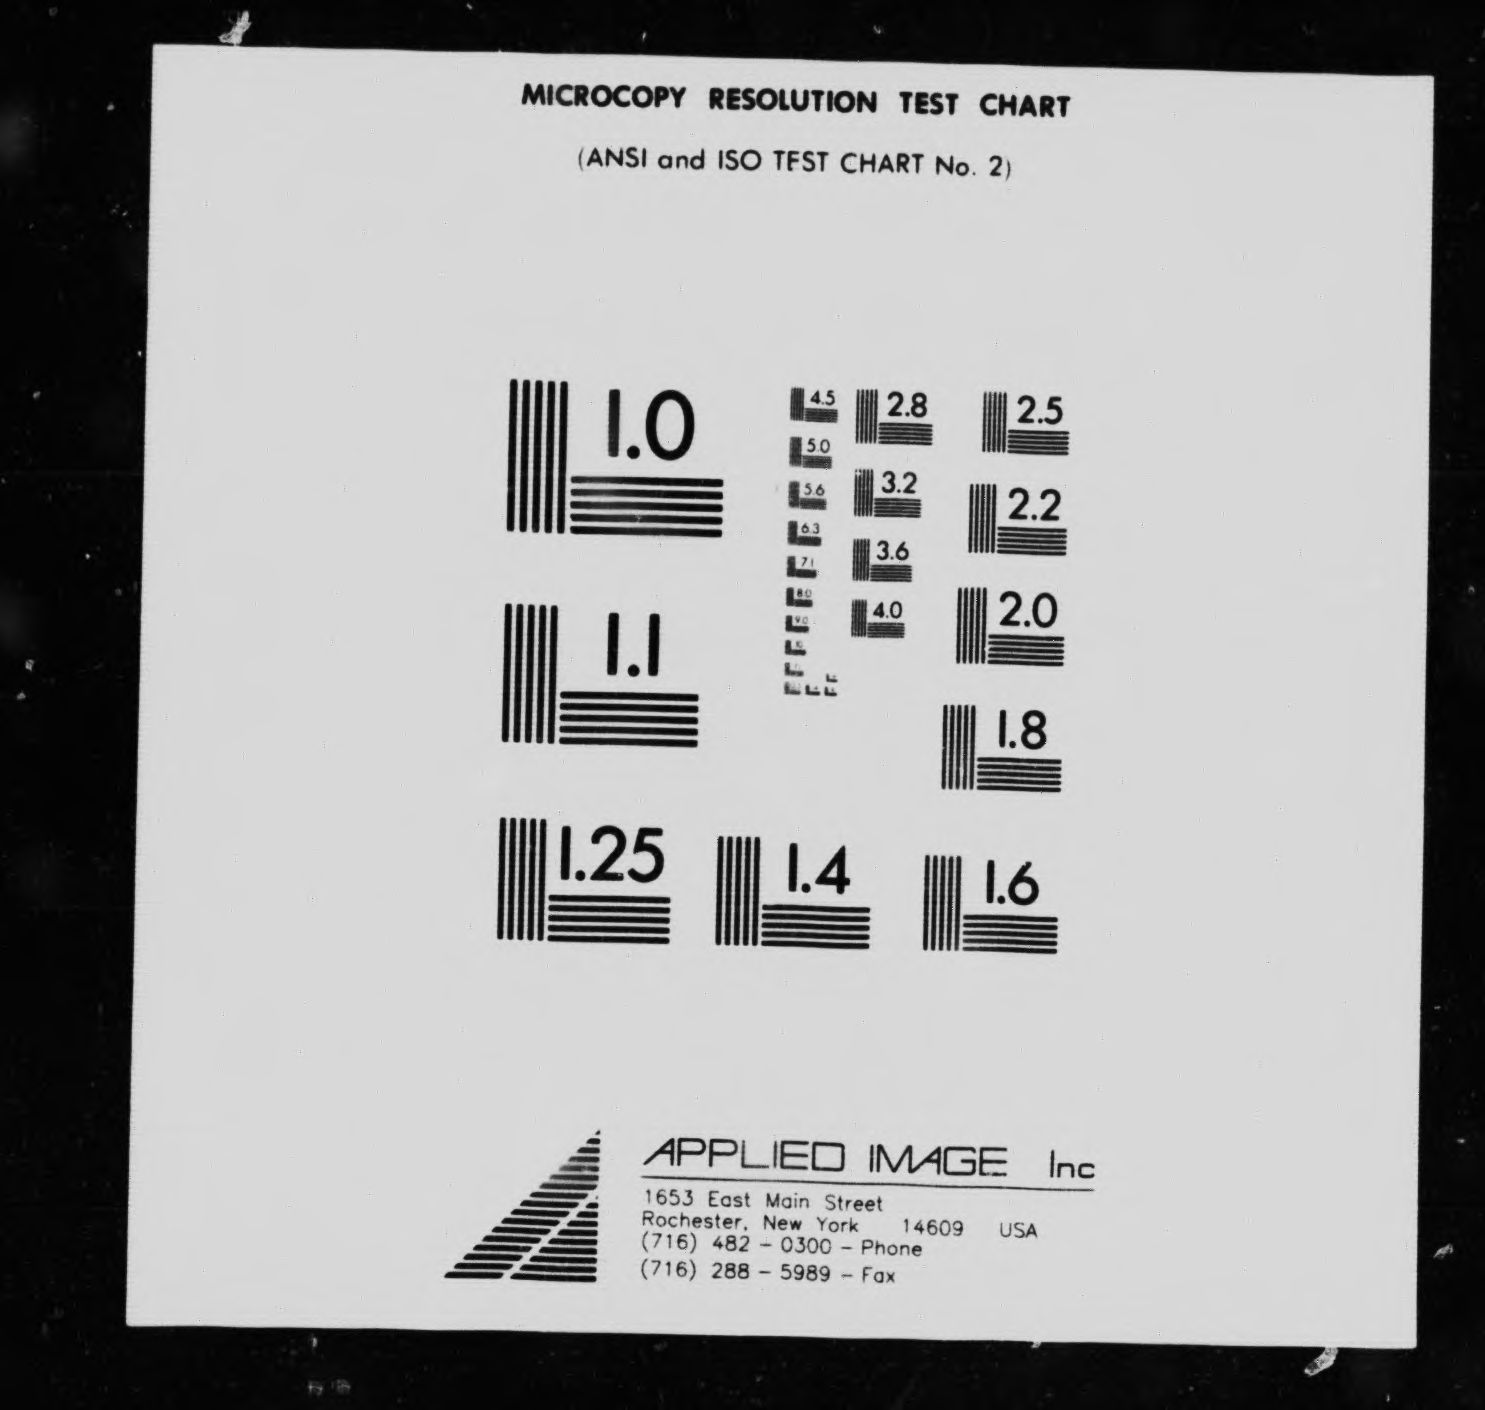 MICROCOPY RESOLUTION TEST CHART
(ANSI and ISO TEST CHART No. 2)
1.0
1.1
1.25
1.4
1.6
1.8
2.0
2.2
2.5
2.8
3.2
3.6
4.0
4.5
5.0
5.6
6.3
7.1
8.0
9.0
APPLIED IMAGE Inc
1653 East Main Street
Rochester, New York 14609 USA
(716) 482 - 0300 - Phone
(716) 288 - 5989 - Fax